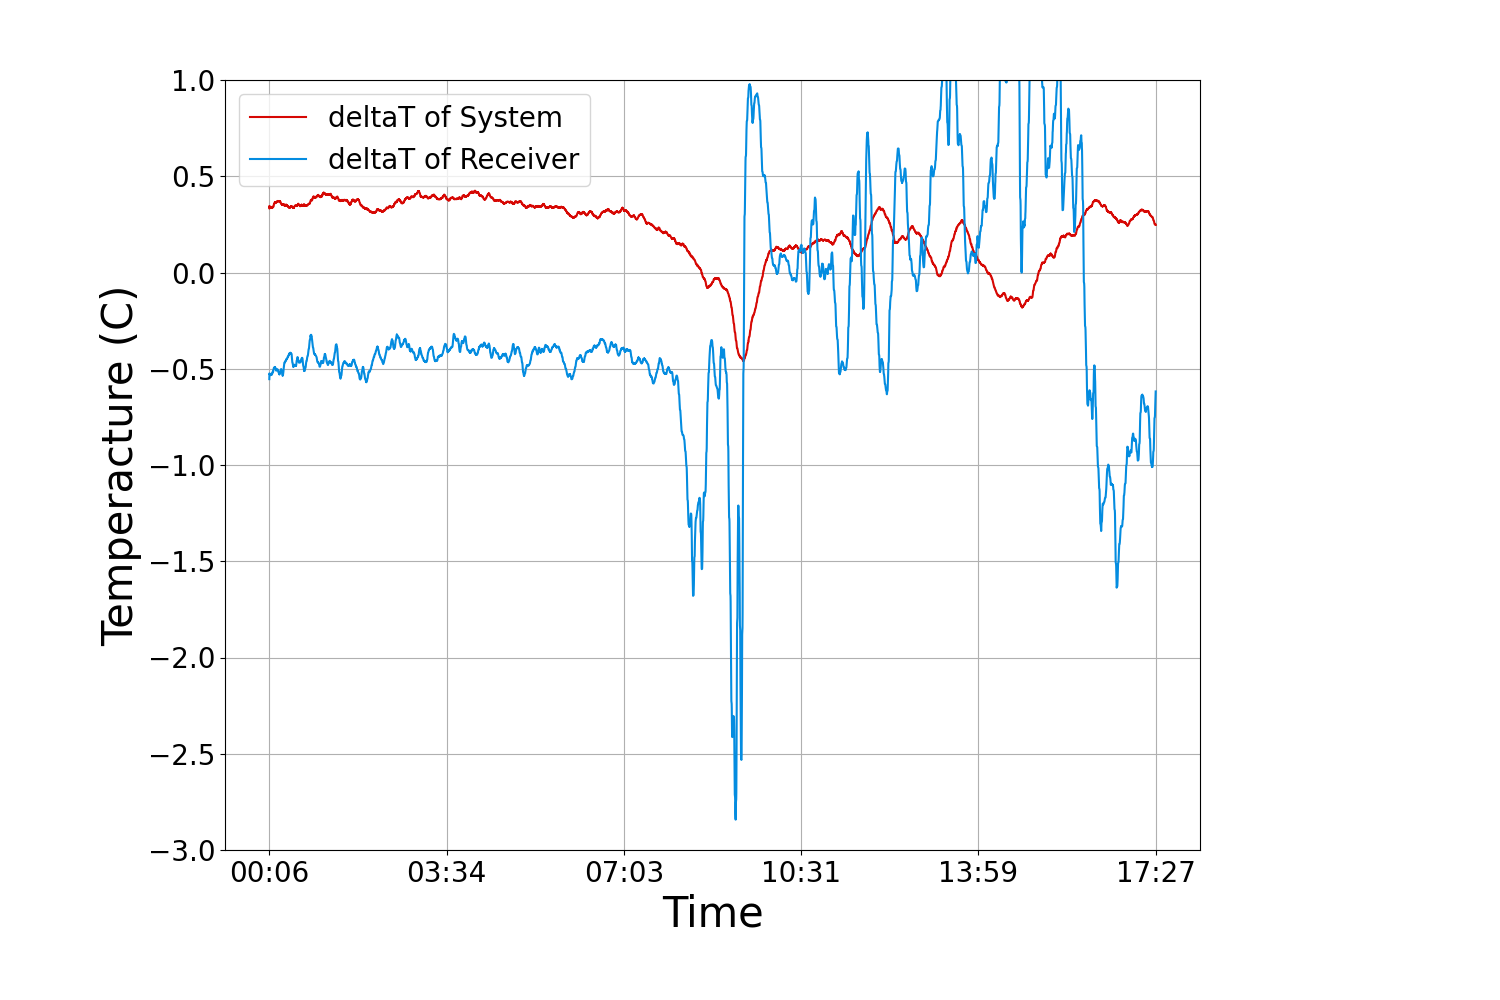 1.0
0.5
0.0
−0.5
−1.0
−1.5
−2.0
−2.5
−3.0
Temperacture (C)
deltaT of System
deltaT of Receiver
00:06 03:34 07:03 10:31 13:59 17:27
Time